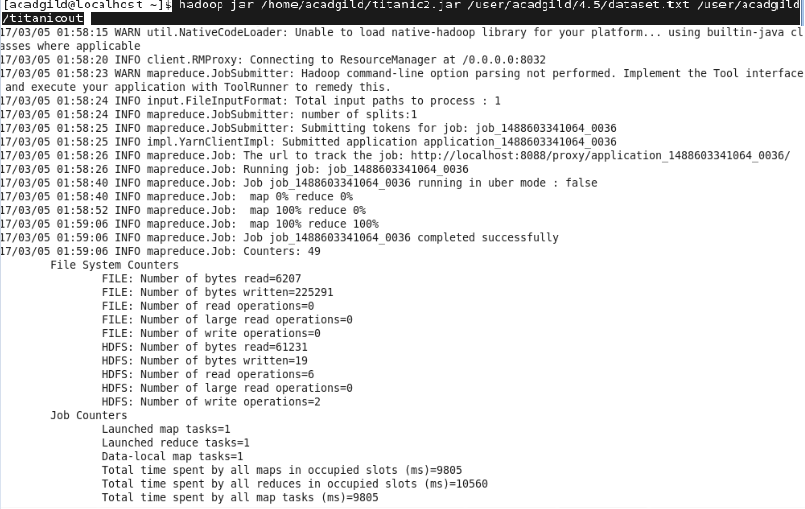 [acadgild@localhost ~]$ hadoop jar /home/acadgild/titanic2.jar /user/acadgild/4.5/dataset.txt /user/acadgild
/titanicout
17/03/05 01:58:15 WARN util.NativeCodeLoader: Unable to load native-hadoop library for your platform... using builtin-java cl
asses where applicable
17/03/05 01:58:20 INFO client.RMProxy: Connecting to ResourceManager at /0.0.0.0:8032
17/03/05 01:58:23 WARN mapreduce.JobSubmitter: Hadoop command-line option parsing not performed. Implement the Tool interface
 and execute your application with ToolRunner to remedy this.
17/03/05 01:58:24 INFO input.FileInputFormat: Total input paths to process : 1
17/03/05 01:58:24 INFO mapreduce.JobSubmitter: number of splits:1
17/03/05 01:58:25 INFO mapreduce.JobSubmitter: Submitting tokens for job: job_1488603341064_0036
17/03/05 01:58:25 INFO impl.YarnClientImpl: Submitted application application_1488603341064_0036
17/03/05 01:58:26 INFO mapreduce.Job: The url to track the job: http://localhost:8088/proxy/application_1488603341064_0036/
17/03/05 01:58:26 INFO mapreduce.Job: Running job: job_1488603341064_0036
17/03/05 01:58:40 INFO mapreduce.Job: Job job_1488603341064_0036 running in uber mode : false
17/03/05 01:58:40 INFO mapreduce.Job:  map 0% reduce 0%
17/03/05 01:58:52 INFO mapreduce.Job:  map 100% reduce 0%
17/03/05 01:59:06 INFO mapreduce.Job:  map 100% reduce 100%
17/03/05 01:59:06 INFO mapreduce.Job: Job job_1488603341064_0036 completed successfully
17/03/05 01:59:06 INFO mapreduce.Job: Counters: 49
File System Counters
FILE: Number of bytes read=6207
FILE: Number of bytes written=225291
FILE: Number of read operations=0
FILE: Number of large read operations=0
FILE: Number of write operations=0
HDFS: Number of bytes read=61231
HDFS: Number of bytes written=19
HDFS: Number of read operations=6
HDFS: Number of large read operations=0
HDFS: Number of write operations=2
Job Counters
Launched map tasks=1
Launched reduce tasks=1
Data-local map tasks=1
Total time spent by all maps in occupied slots (ms)=9805
Total time spent by all reduces in occupied slots (ms)=10560
Total time spent by all map tasks (ms)=9805